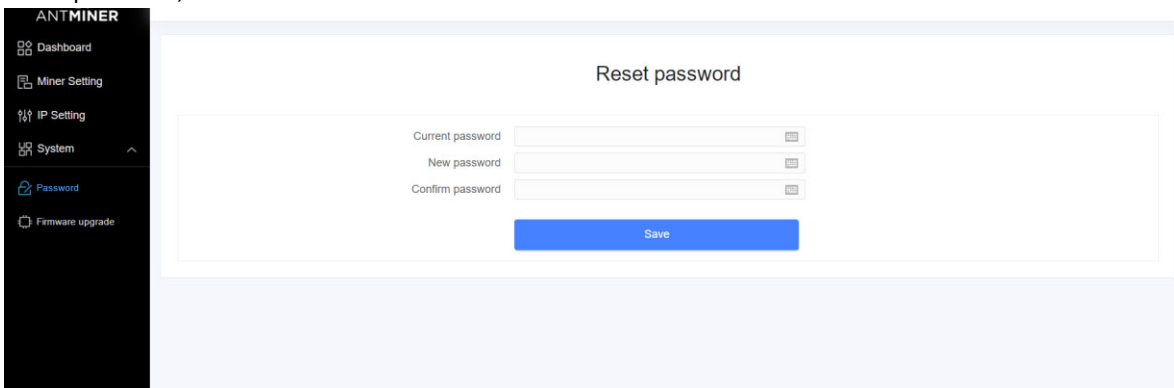 ANTMINER
Dashboard
Miner Setting
IP Setting
System
Password
Firmware upgrade
Reset password
Current password
New password
Confirm password
Save